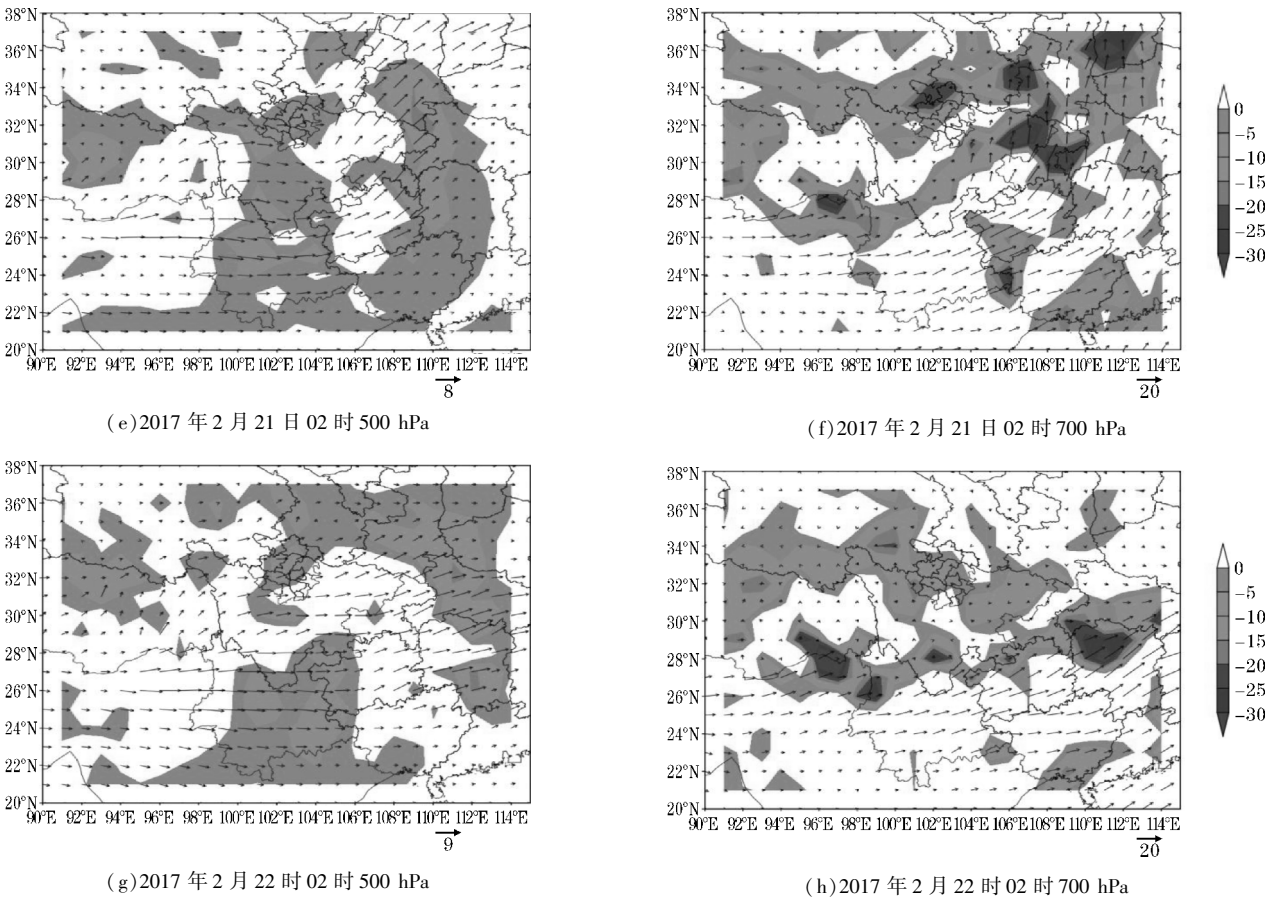 38°N
36°N
34°N
32°N
30°N
28°N
26°N
24°N
22°N
20°N
90°E 92°E 94°E 96°E 98°E 100°E 102°E 104°E 106°E 108°E 110°E 112°E 114°E
8
(e)2017 年 2 月 21 日 02 时 500 hPa
38°N
36°N
34°N
32°N
30°N
28°N
26°N
24°N
22°N
20°N
90°E 92°E 94°E 96°E 98°E 100°E 102°E 104°E 106°E 108°E 110°E 112°E 114°E
20
0
-5
-10
-15
-20
-25
-30
(f)2017 年 2 月 21 日 02 时 700 hPa
38°N
36°N
34°N
32°N
30°N
28°N
26°N
24°N
22°N
20°N
90°E 92°E 94°E 96°E 98°E 100°E 102°E 104°E 106°E 108°E 110°E 112°E 114°E
9
(g)2017 年 2 月 22 时 02 时 500 hPa
38°N
36°N
34°N
32°N
30°N
28°N
26°N
24°N
22°N
20°N
90°E 92°E 94°E 96°E 98°E 100°E 102°E 104°E 106°E 108°E 110°E 112°E 114°E
20
0
-5
-10
-15
-20
-25
-30
(h)2017 年 2 月 22 时 02 时 700 hPa